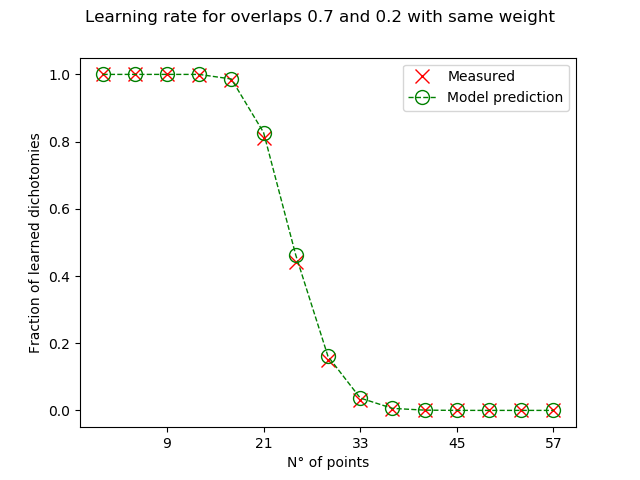 Learning rate for overlaps 0.7 and 0.2 with same weight
Measured
Model prediction
Fraction of learned dichotomies
1.0
0.8
0.6
0.4
0.2
0.0
9 21 33 45 57
N° of points